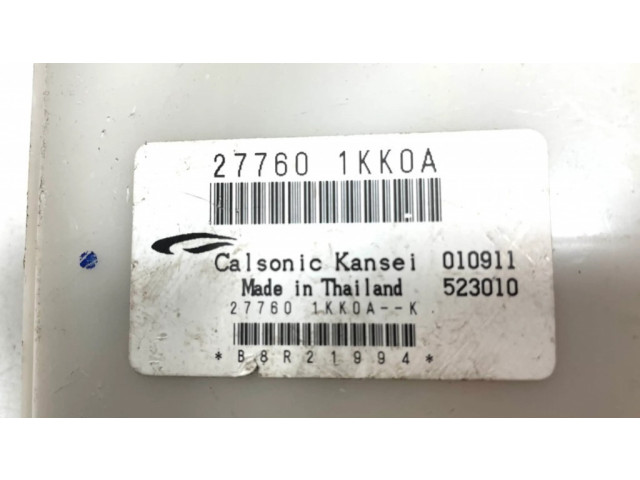 27760 1KK0A
Calsonic Kansei 010911
Made in Thailand 523010
27760 1KK0A--K
*B8R21994*